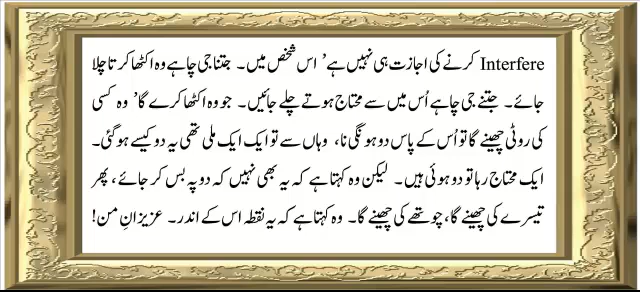 Interfere کرنے کی اجازت ہی نہیں ہے’ اس شخص میں۔ جتنا جی چاہے وہ اکٹھا کرتا چلا
جائے۔ جتنے جی چاہے اُس میں سے محتاج ہوتے چلے جائیں۔ جو وہ اکٹھا کرے گا’ وہ کسی
کی روٹی چھینے گا تو اُس کے پاس دو ہونگی نا، وہاں سے تو ایک ایک ملی تھی یہ دو کیسے ہوگئی۔
ایک محتاج رہا تو دو ہوئی ہیں۔ لیکن وہ کہتا ہے کہ یہ بھی نہیں کہ دو پہ بس کر جائے، پھر
تیسرے کی چھینے گا، چوتھے کی چھینے گا۔ وہ کہتا ہے کہ یہ نقطہ اس کے اندر۔ عزیزانِ من!